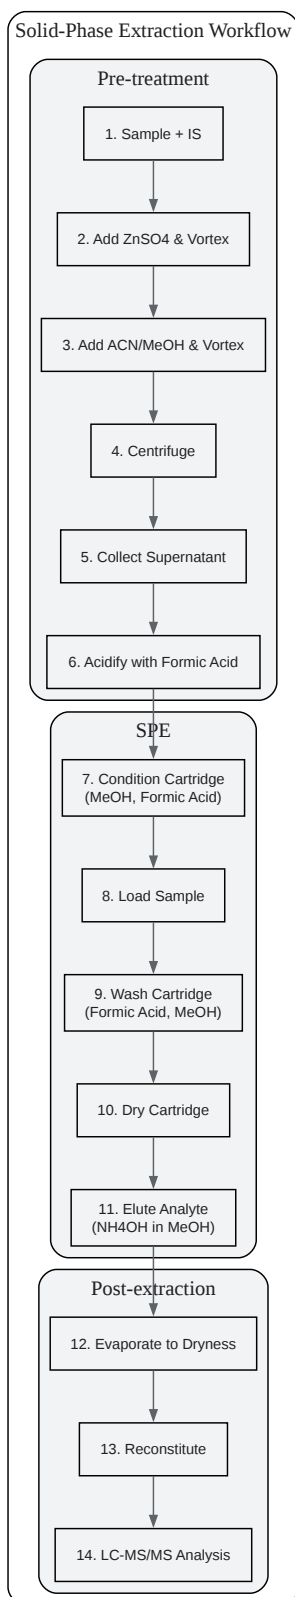 Solid-Phase Extraction Workflow
Pre-treatment
1. Sample + IS
2. Add ZnSO4 & Vortex
3. Add ACN/MeOH & Vortex
4. Centrifuge
5. Collect Supernatant
6. Acidify with Formic Acid
SPE
7. Condition Cartridge
(MeOH, Formic Acid)
8. Load Sample
9. Wash Cartridge
(Formic Acid, MeOH)
10. Dry Cartridge
11. Elute Analyte
(NH4OH in MeOH)
Post-extraction
12. Evaporate to Dryness
13. Reconstitute
14. LC-MS/MS Analysis